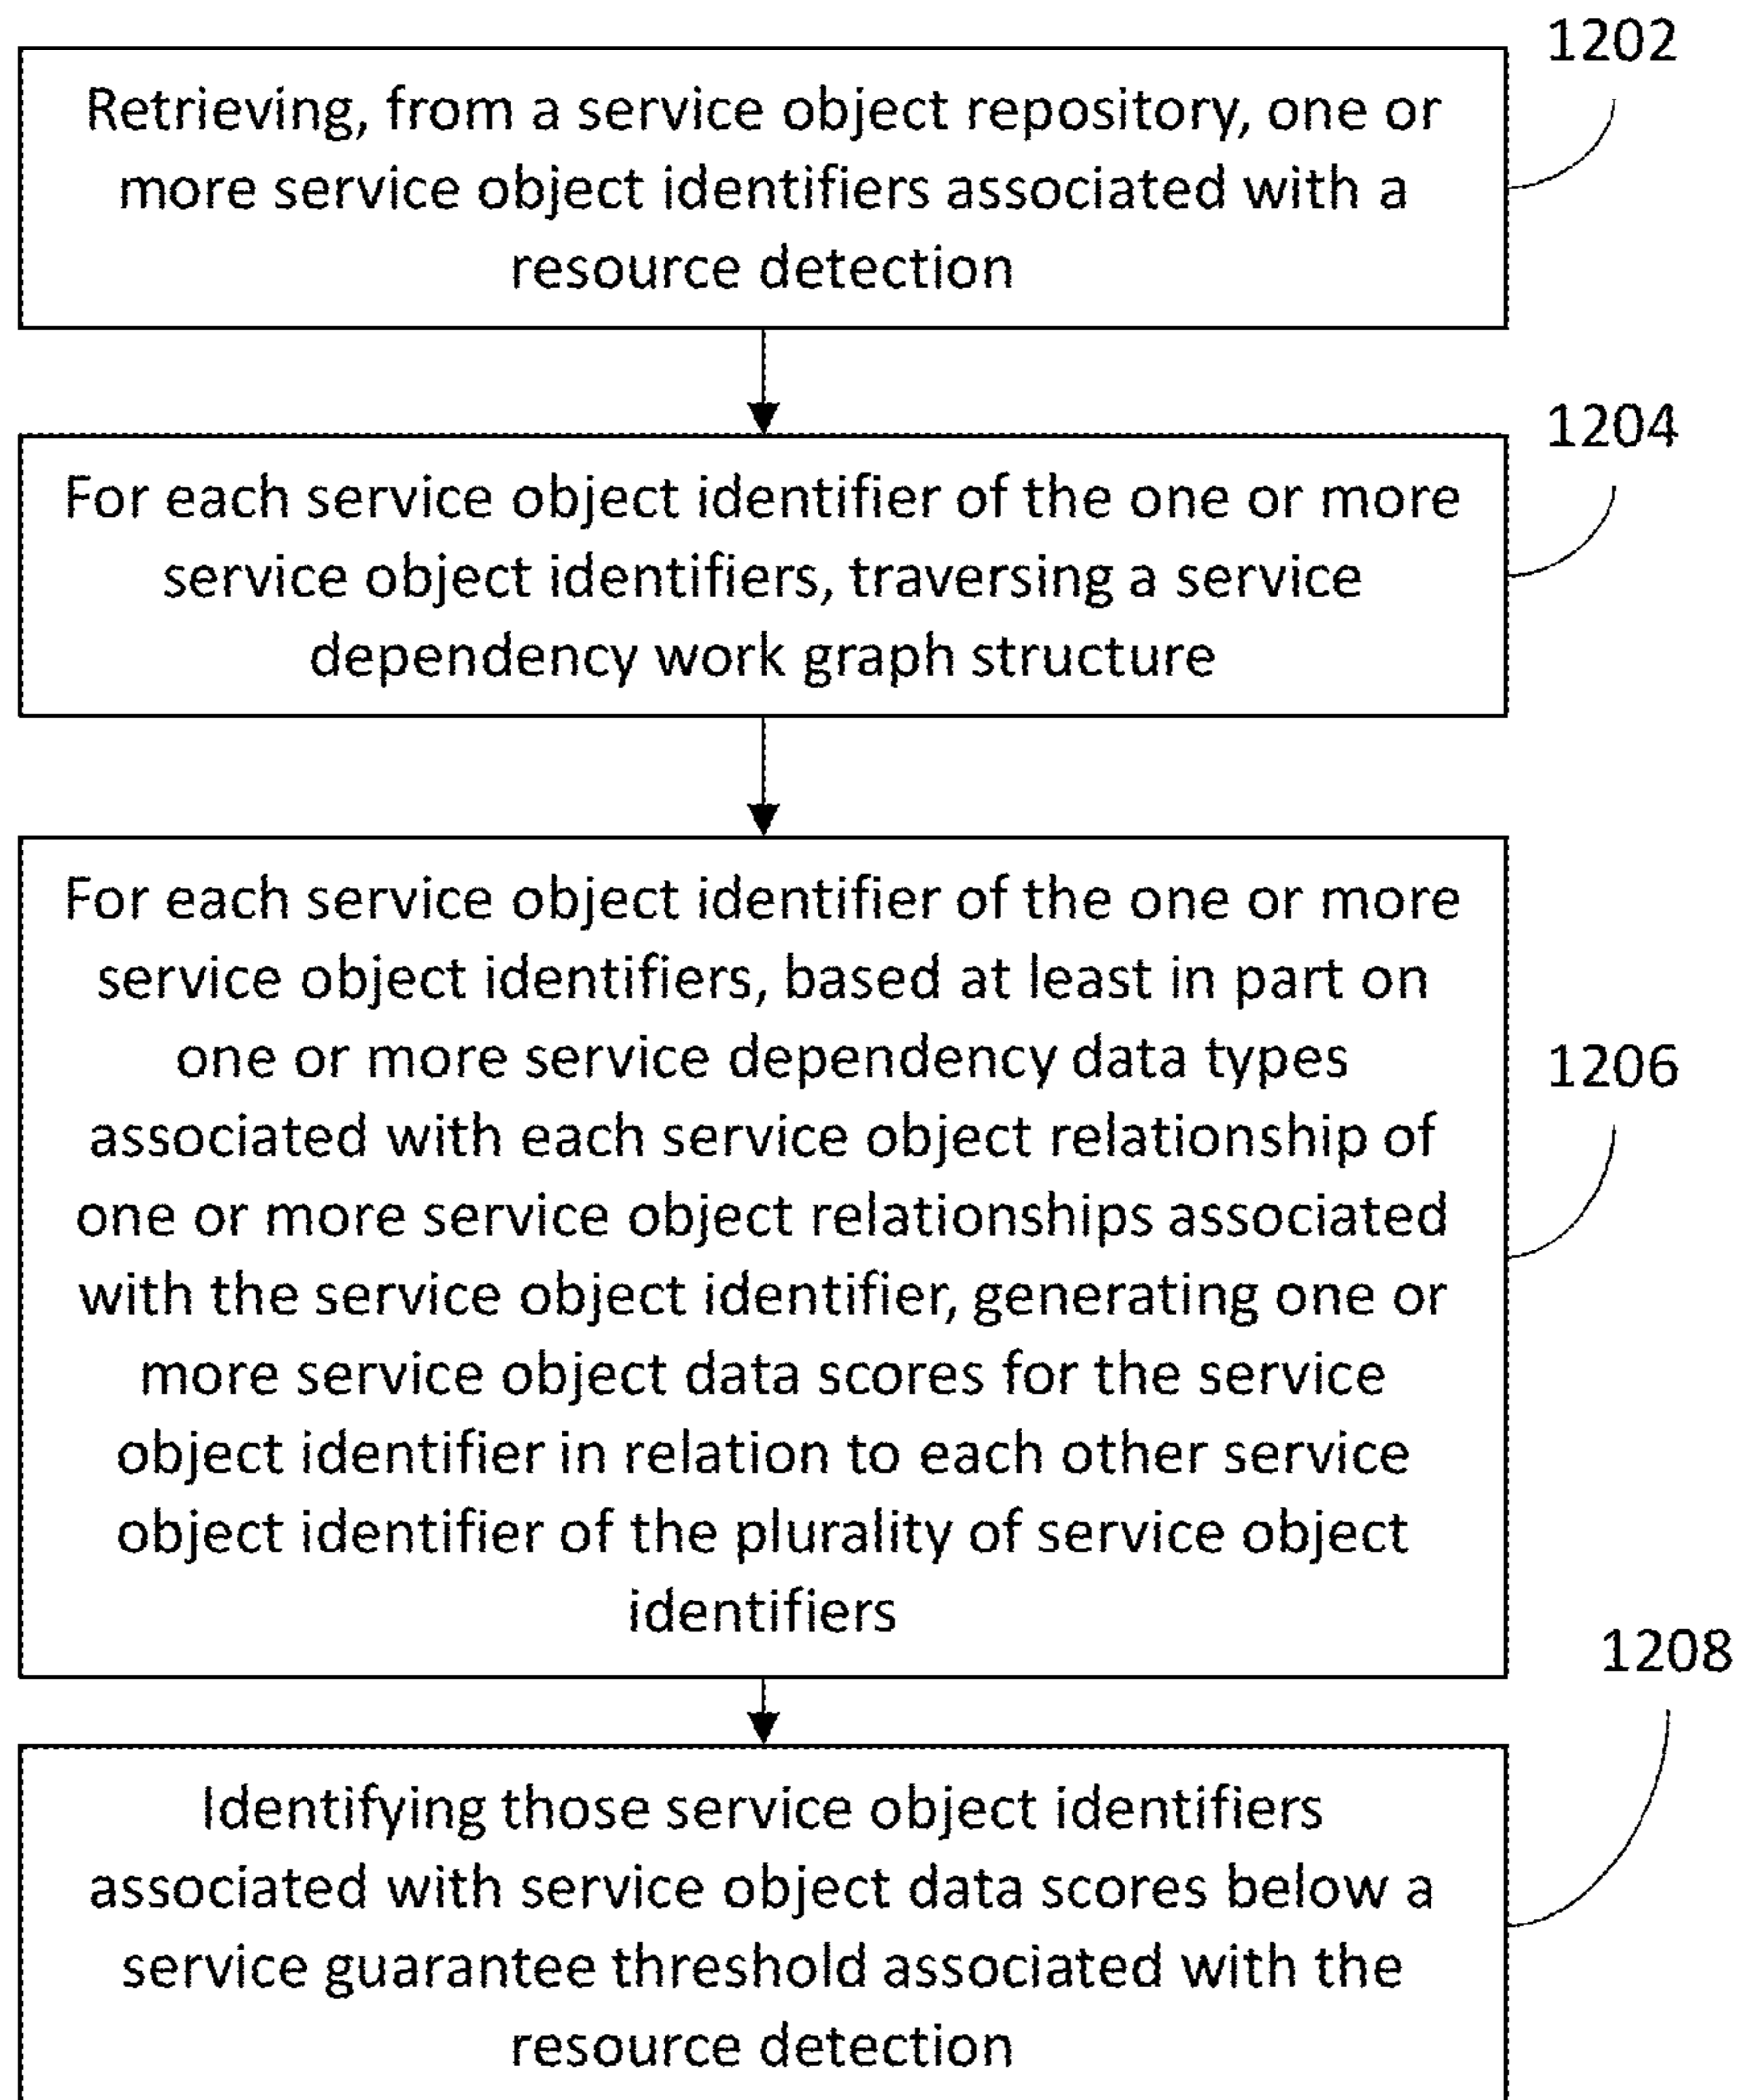 1202
Retrieving, from a service object repository, one or
more service object identifiers associated with a
resource detection
1204
For each service object identifier of the one or more
service object identifiers, traversing a service
dependency work graph structure
For each service object identifier of the one or more
service object identifiers, based at least in part on
one or more service dependency data types
1206
associated with each service object relationship of
one or more service object relationships associated
with the service object identifier, generating one or
more service object data scores for the service
object identifier in relation to each other service
object identifier of the plurality of service object
identifiers
1208
Identifying those service object identifiers
associated with service object data scores below a
service guarantee threshold associated with the
resource detection